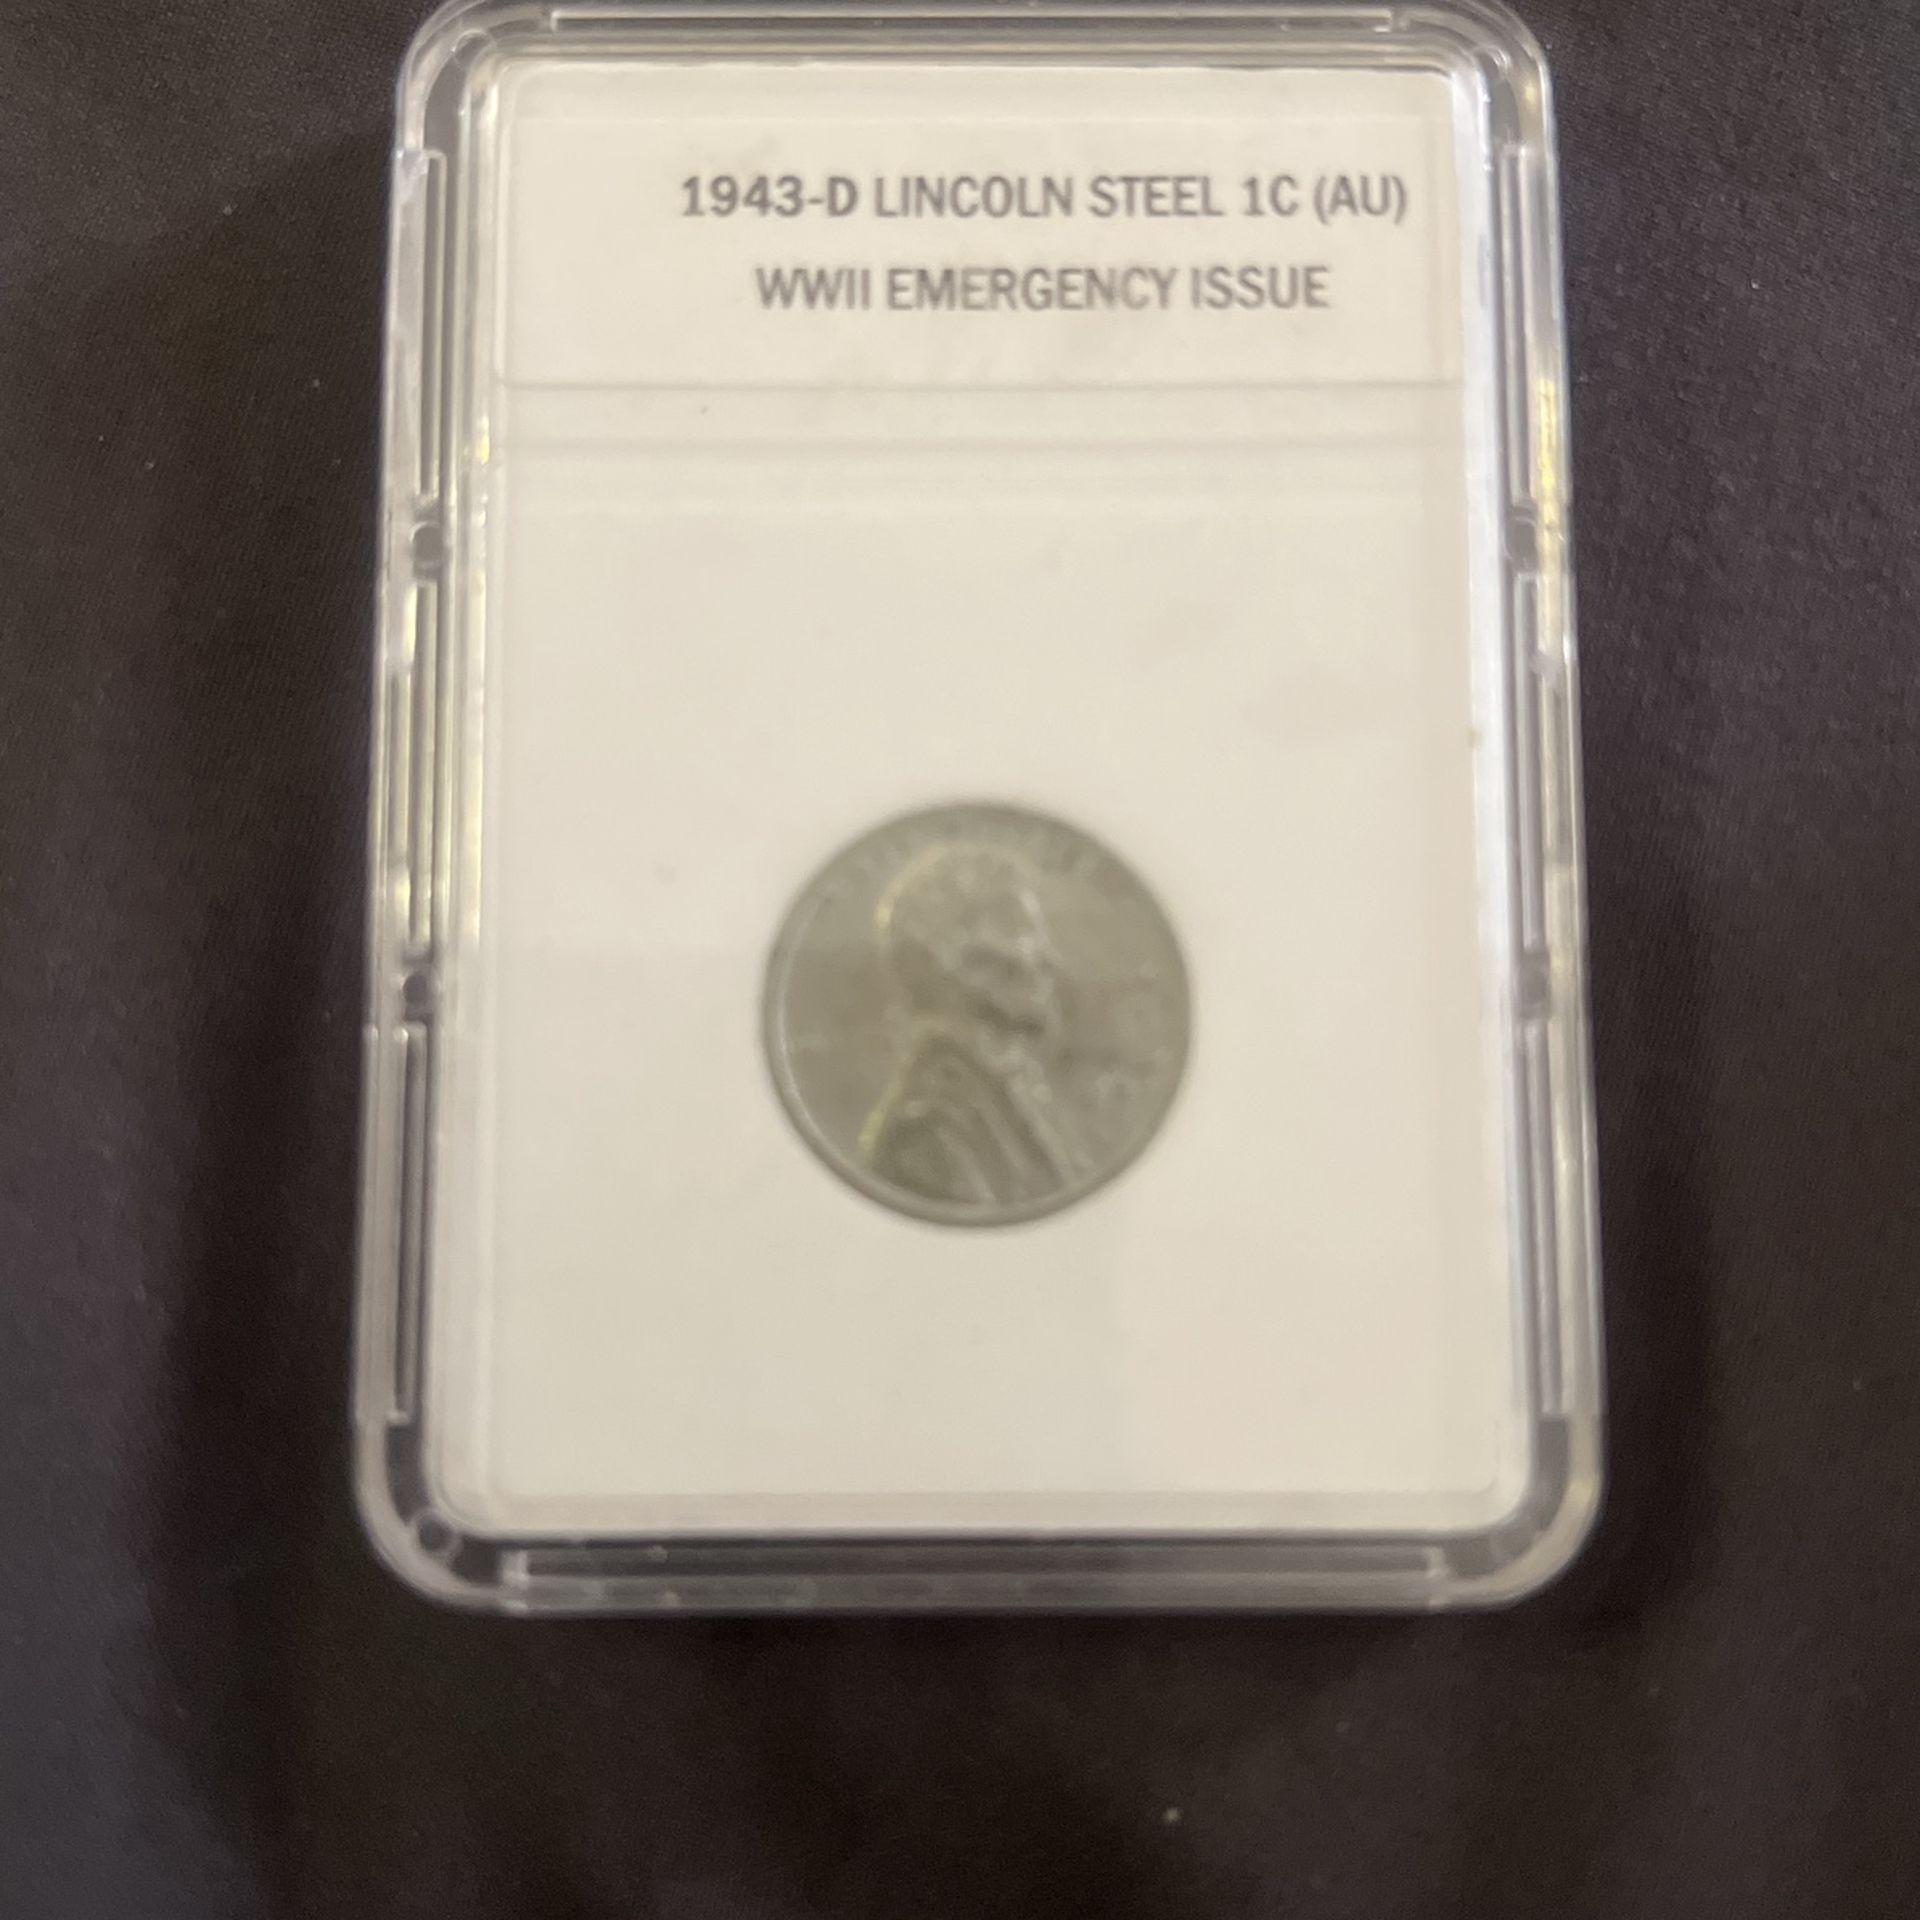 1943-D LINCOLN STEEL 1C (AU)
WWII EMERGENCY ISSUE